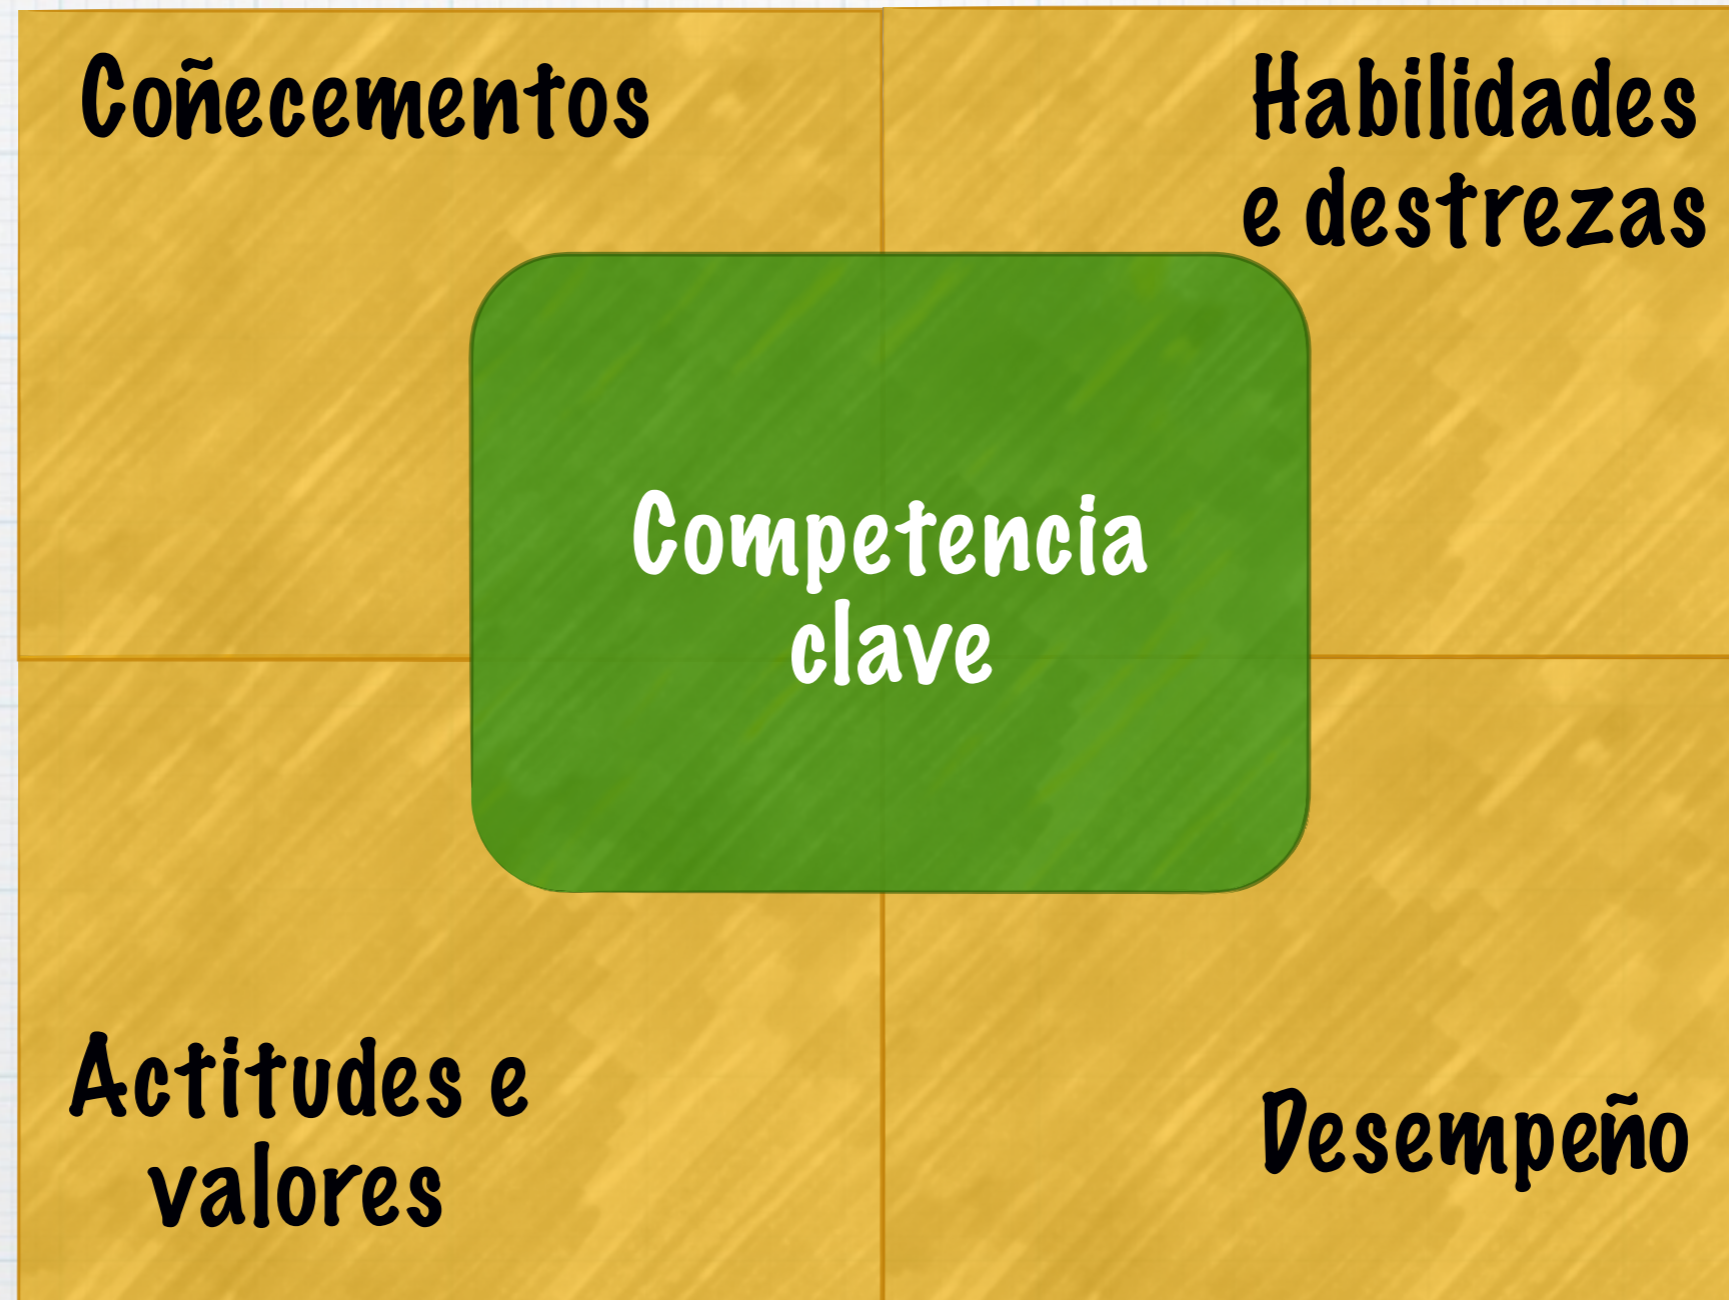 Coñecementos
Habilidades
e destrezas
Competencia
clave
Actitudes e
valores
Desempeño